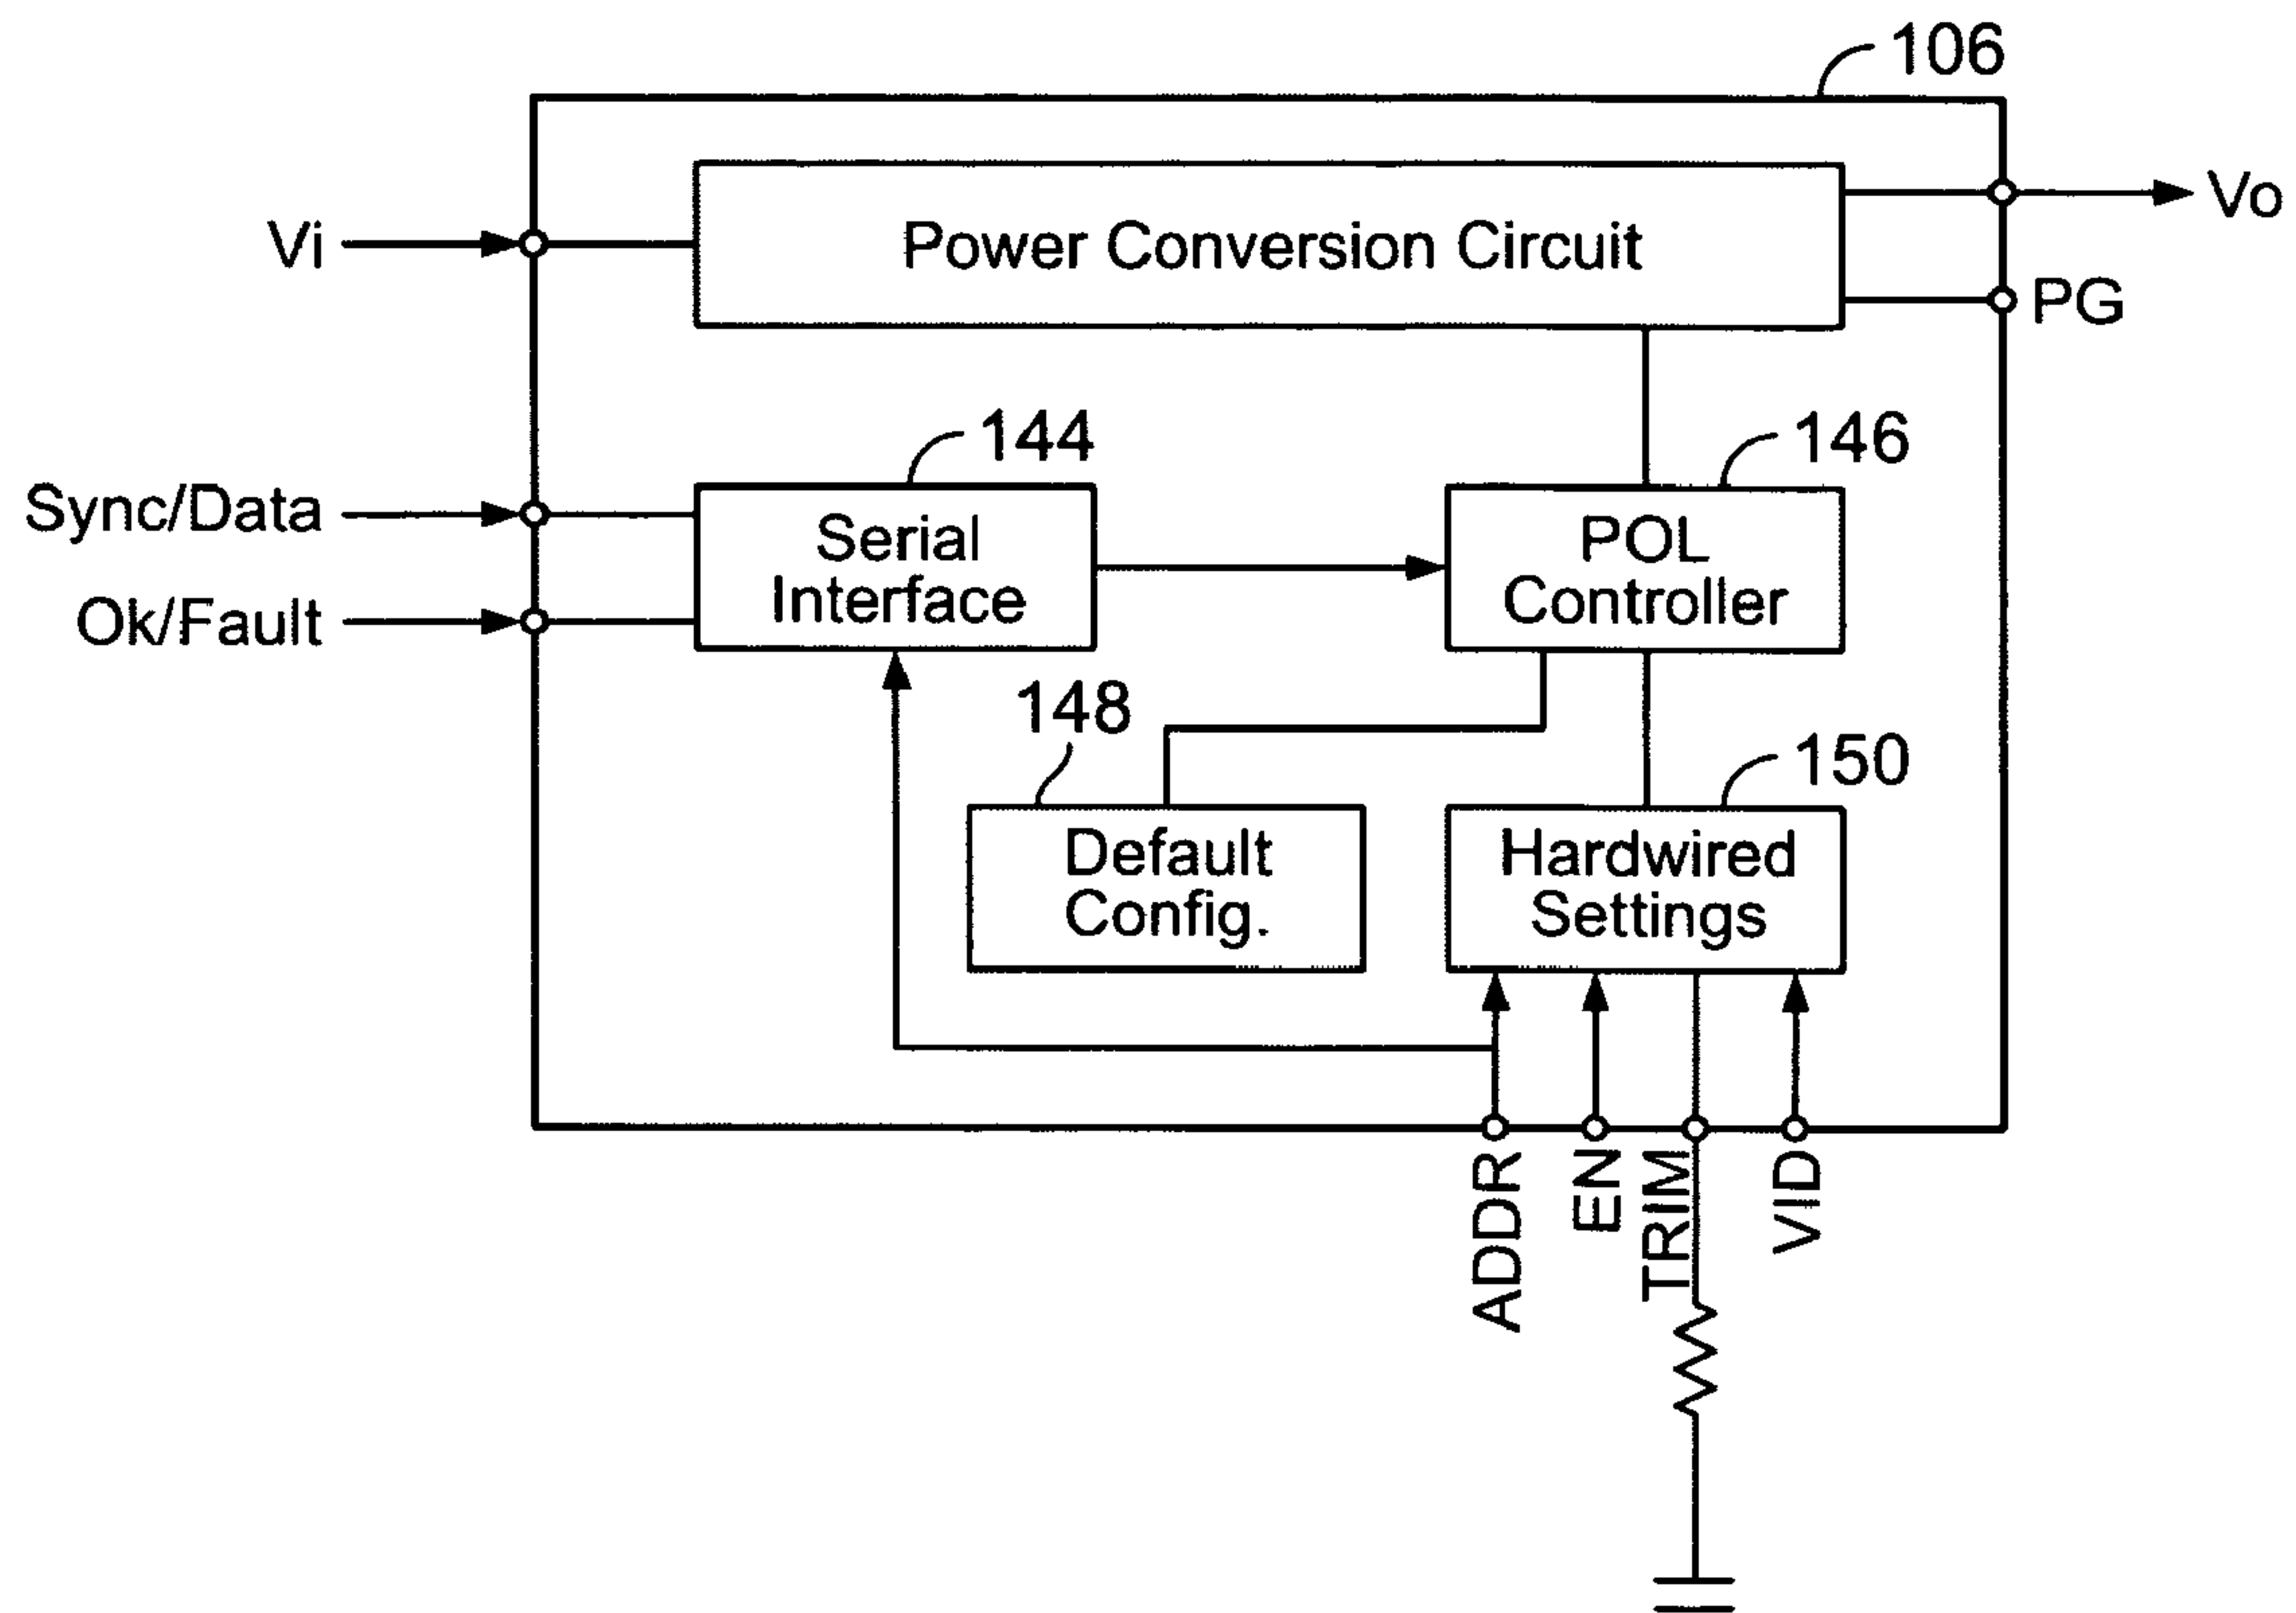 106
Vi
Power Conversion Circuit
Vo
PG
144
146
Sync/Data
Ok/Fault
Serial
Interface
POL
Controller
148
150
Default
Config.
Hardwired
Settings
ADDR
EN
TRIM
VID